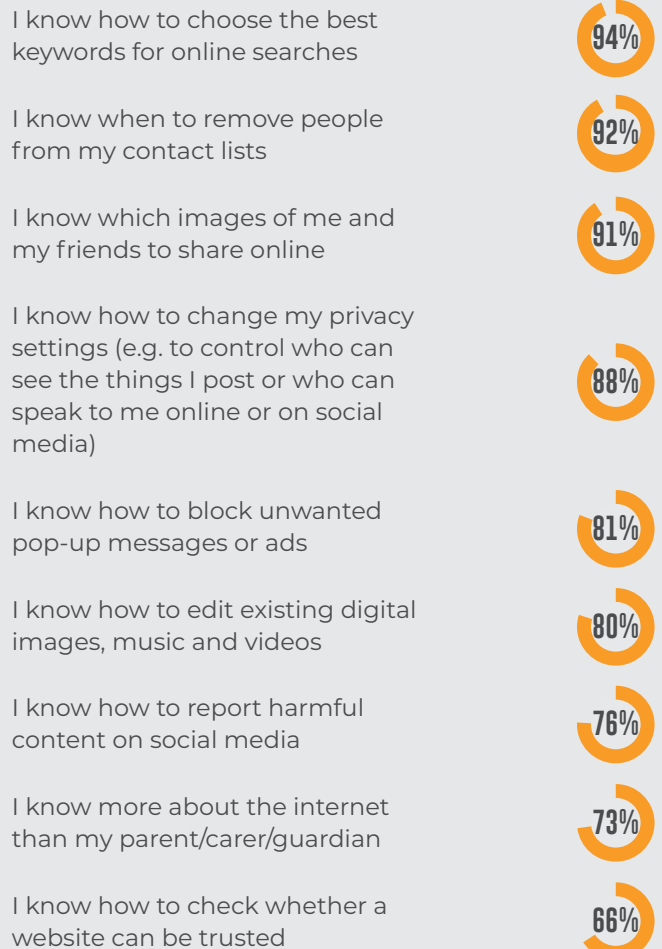 I know how to choose the best
keywords for online searches
94%
I know when to remove people
from my contact lists
92%
I know which images of me and
my friends to share online
91%
I know how to change my privacy
settings (e.g. to control who can
see the things I post or who can
speak to me online or on social
media)
88%
I know how to block unwanted
pop-up messages or ads
81%
I know how to edit existing digital
images, music and videos
80%
I know how to report harmful
content on social media
76%
I know more about the internet
than my parent/carer/guardian
73%
I know how to check whether a
website can be trusted
66%